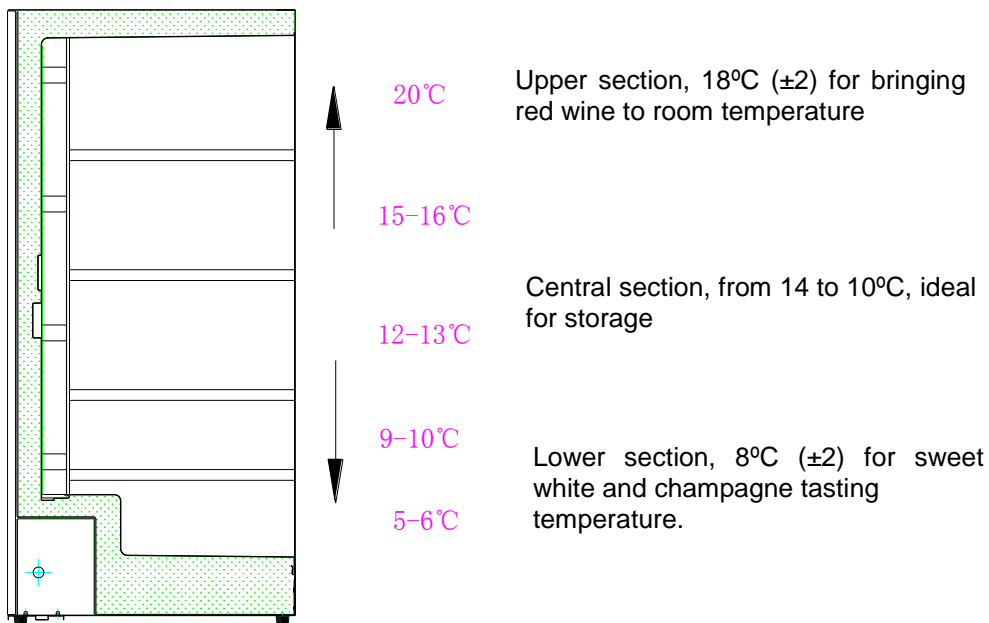 20℃
Upper section, 18ºC (±2) for bringing
red wine to room temperature
15-16℃
Central section, from 14 to 10ºC, ideal
for storage
12-13℃
9-10℃
Lower section, 8ºC (±2) for sweet
white and champagne tasting
temperature.
5-6℃